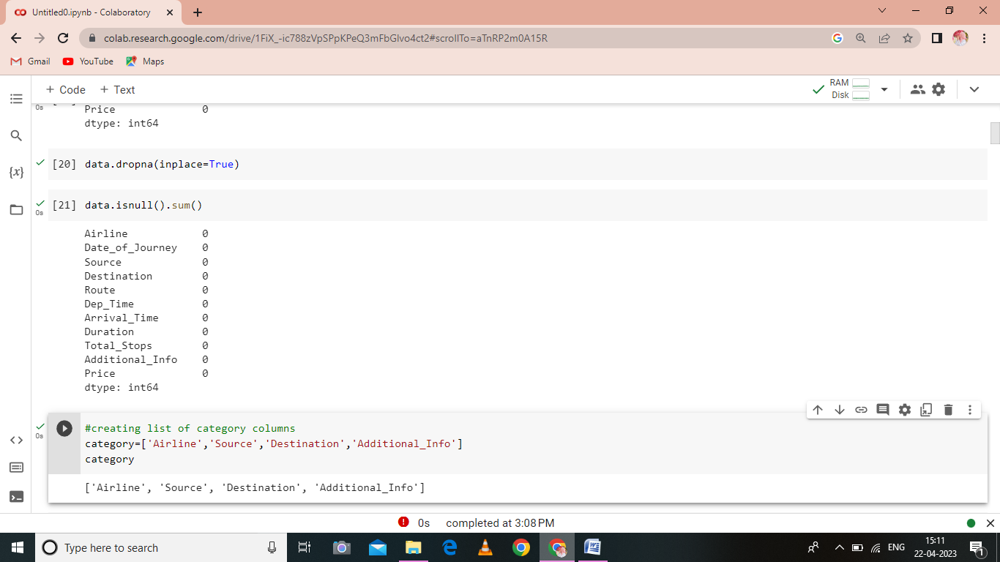 Untitled0.ipynb - Colaboratory
colab.research.google.com/drive/1FiX_-ic788zVpSPpKPeQ3mFbGlvo4ct2#scrollTo=aTnRP2m0A15R
Gmail YouTube Maps
+ Code + Text
RAM
Disk
0s
Price 0
dtype: int64
[20] data.dropna(inplace=True)
[21] data.isnull().sum()
0s
Airline 0
Date_of_Journey 0
Source 0
Destination 0
Route 0
Dep_Time 0
Arrival_Time 0
Duration 0
Total_Stops 0
Additional_Info 0
Price 0
dtype: int64
#creating list of category columns
0s
category=['Airline','Source','Destination','Additional_Info']
category
['Airline', 'Source', 'Destination', 'Additional_Info']
0s completed at 3:08 PM
Type here to search
ENG
15:11
22-04-2023
1